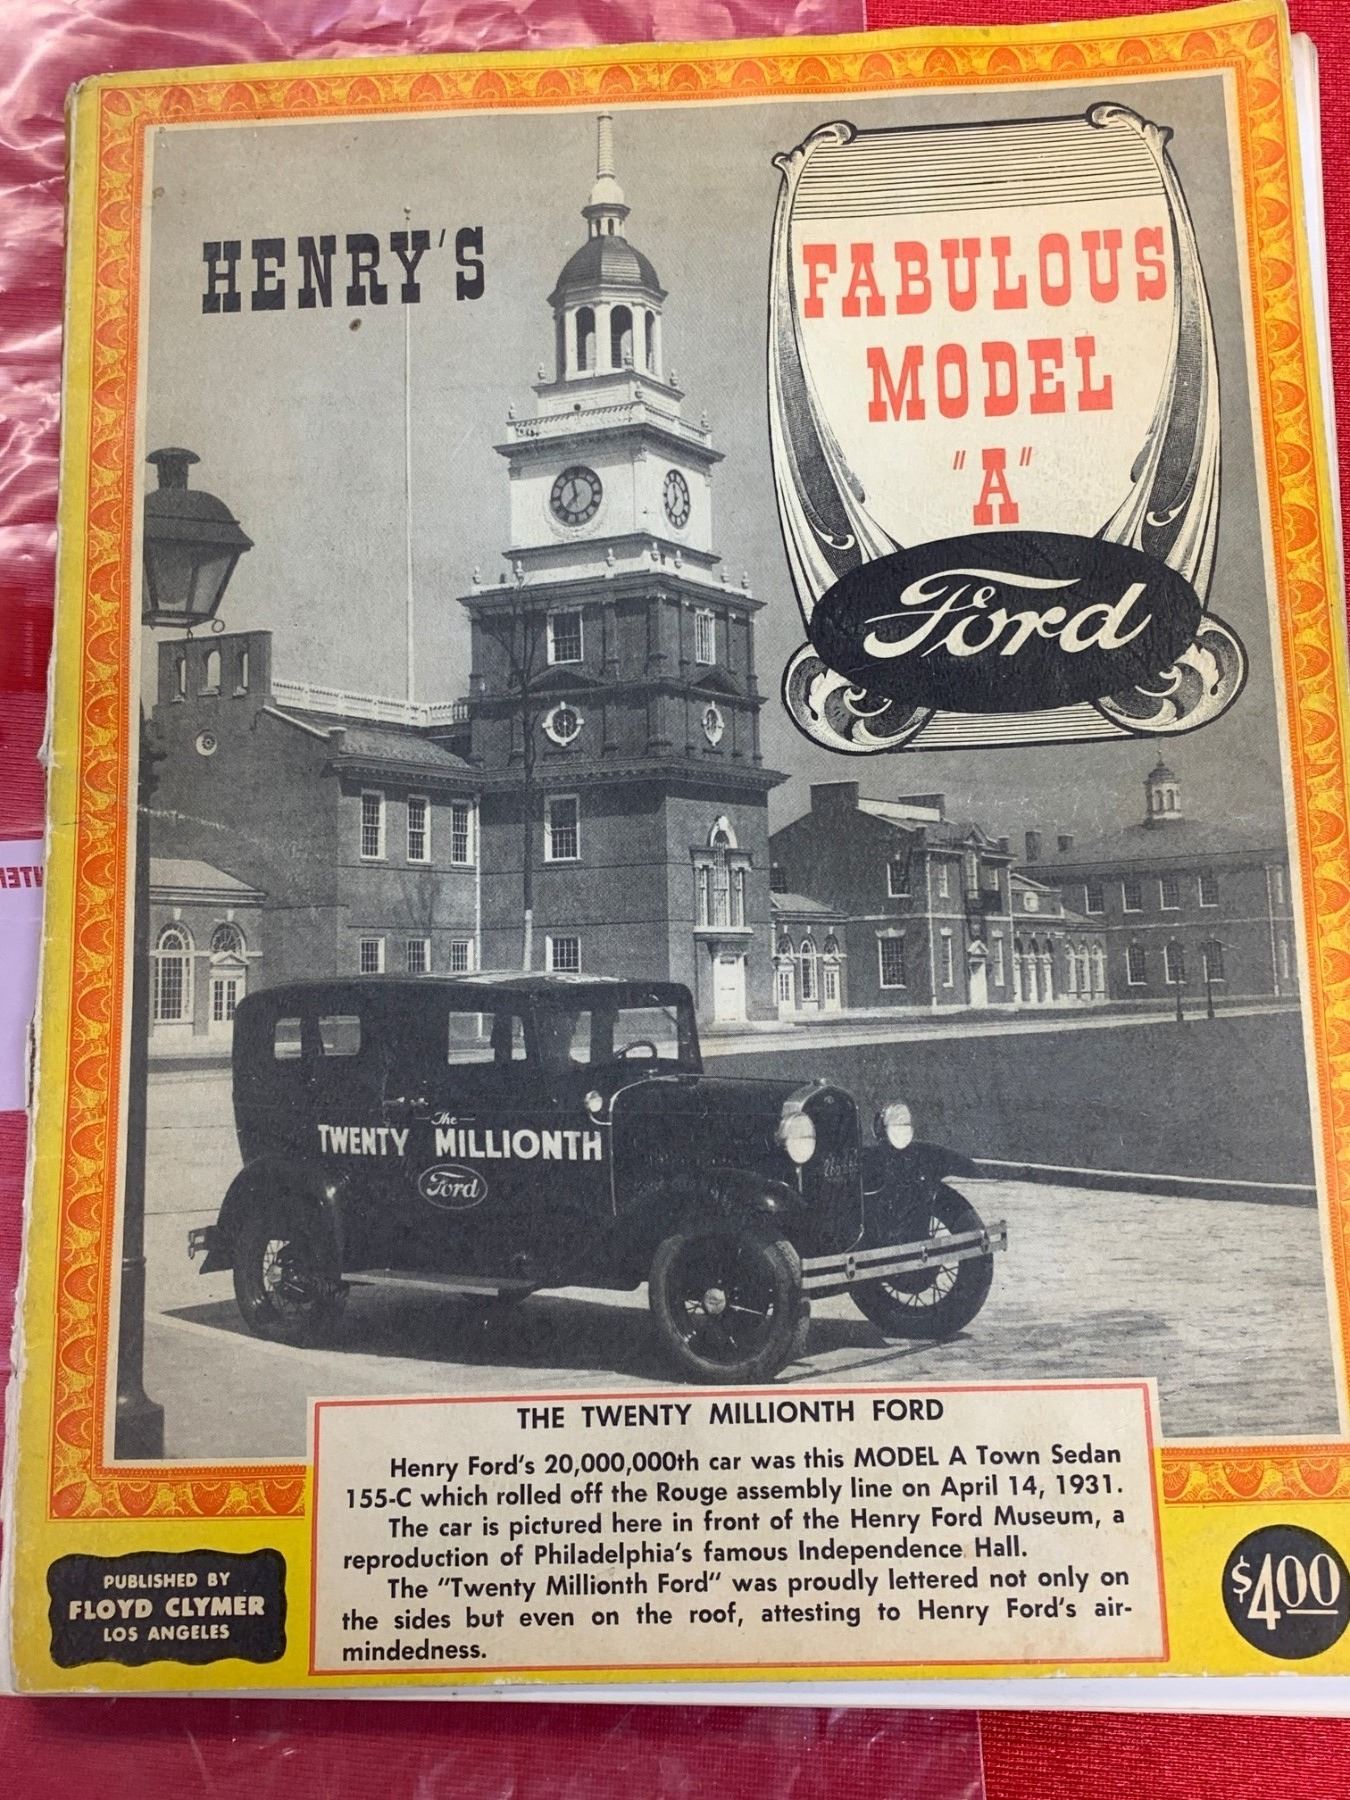 HENRY'S
FABULOUS
MODEL
"A"
Ford
The
TWENTY MILLIONTH
Ford
THE TWENTY MILLIONTH FORD
Henry Ford's 20,000,000th car was this MODEL A Town Sedan
155-C which rolled off the Rouge assembly line on April 14, 1931.
The car is pictured here in front of the Henry Ford Museum, a
reproduction of Philadelphia's famous Independence Hall.
The "Twenty Millionth Ford" was proudly lettered not only on
the sides but even on the roof, attesting to Henry Ford's air-
mindedness.
PUBLISHED BY
FLOYD CLYMER
LOS ANGELES
$4.00